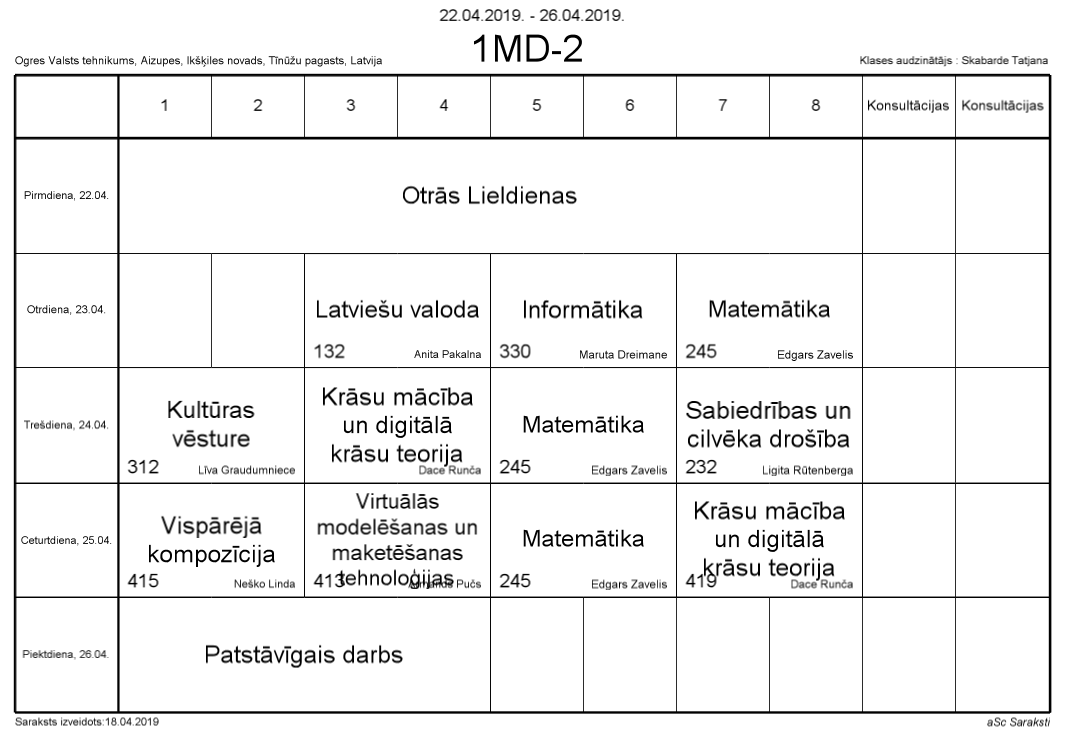 22.04.2019. - 26.04.2019.
1MD-2
Ogres Valsts tehnikums, Aizupes, Ikšķiles novads, Tīnūžu pagasts, Latvija
Klases audzinātājs : Skabarde Tatjana
1 2 3 4 5 6 7 8 Konsultācijas Konsultācijas
Pirmdiena, 22.04.
Otrās Lieldienas
Otrdiena, 23.04.
Latviešu valoda
132 Anita Pakalna
Informātika
330 Maruta Dreimane
Matemātika
245 Edgars Zavelis
Trešdiena, 24.04.
Kultūras
vēsture
312 Līva Graudumniece
Krāsu mācība
un digitālā
krāsu teorija
Dace Runča
Matemātika
245 Edgars Zavelis
Sabiedrības un
cilvēka drošība
232 Ligita Rūtenberga
Ceturtdiena, 25.04.
Vispārējā
kompozīcija
415 Neško Linda
Virtuālās
modelēšanas un
maketēšanas
tehnoloģijas
413 Pučs
Matemātika
245 Edgars Zavelis
Krāsu mācība
un digitālā
krāsu teorija
419 Dace Runča
Piektdiena, 26.04.
Patstāvīgais darbs
Saraksts izveidots:18.04.2019
aSc Saraksti